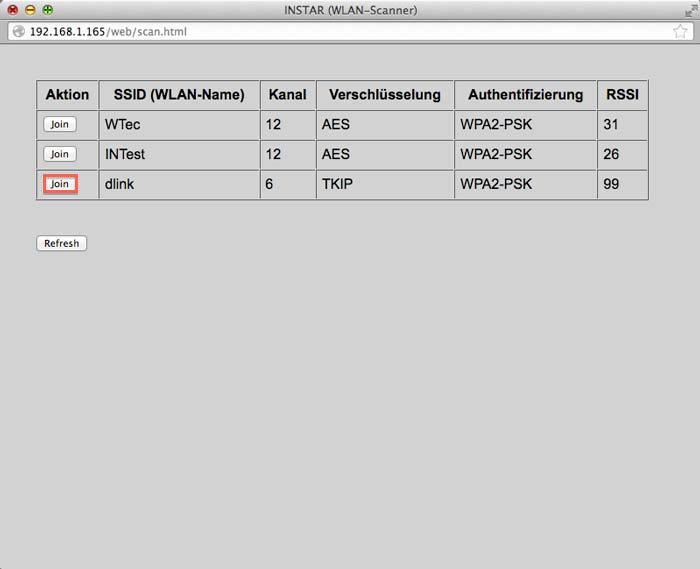 INSTAR (WLAN-Scanner)
192.168.1.165/web/scan.html
Aktion SSID (WLAN-Name) Kanal Verschlüsselung Authentifizierung RSSI
Join WTec 12 AES WPA2-PSK 31
Join INTest 12 AES WPA2-PSK 26
Join dlink 6 TKIP WPA2-PSK 99
Refresh